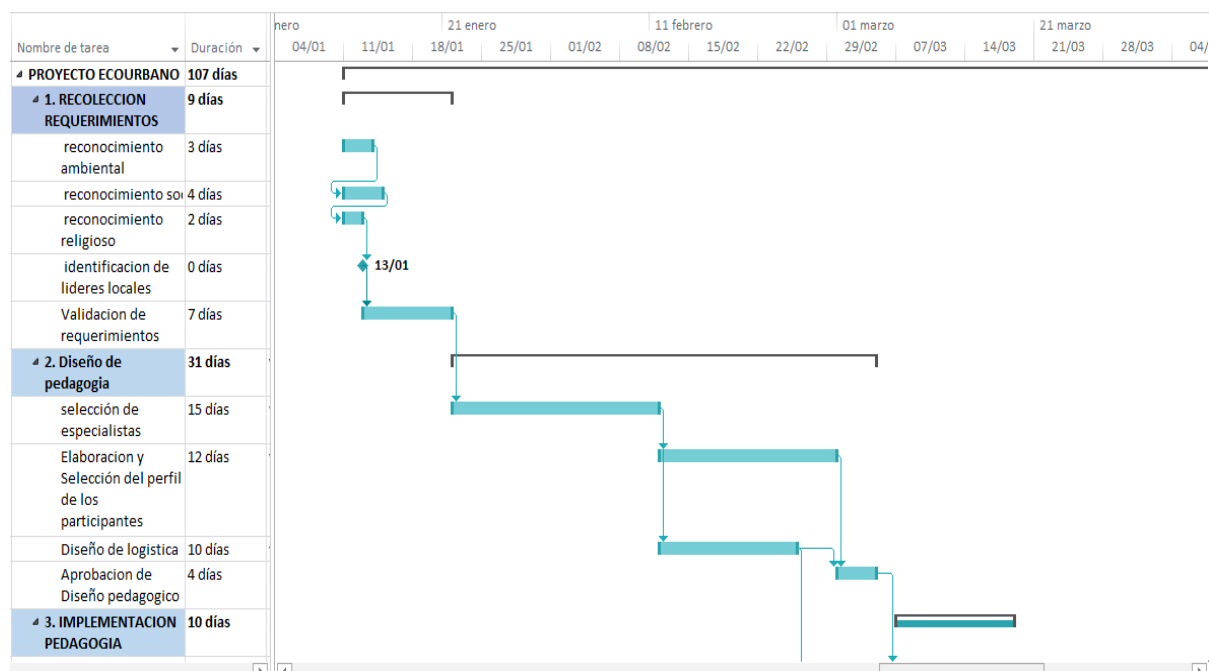 nero 21 enero 11 febrero 01 marzo 21 marzo
Nombre de tarea Duración 04/01 11/01 18/01 25/01 01/02 08/02 15/02 22/02 29/02 07/03 14/03 21/03 28/03 04/
PROYECTO ECOURBANO 107 días
1. RECOLECCION 9 días
REQUERIMIENTOS
reconocimiento 3 días
ambiental
reconocimiento so 4 días
reconocimiento 2 días
religioso
identificacion de 0 días 13/01
lideres locales
Validacion de 7 días
requerimientos
2. Diseño de 31 días
pedagogia
selección de 15 días
especialistas
Elaboracion y 12 días
Selección del perfil
de los
participantes
Diseño de logistica 10 días
Aprobacion de 4 días
Diseño pedagogico
3. IMPLEMENTACION 10 días
PEDAGOGIA